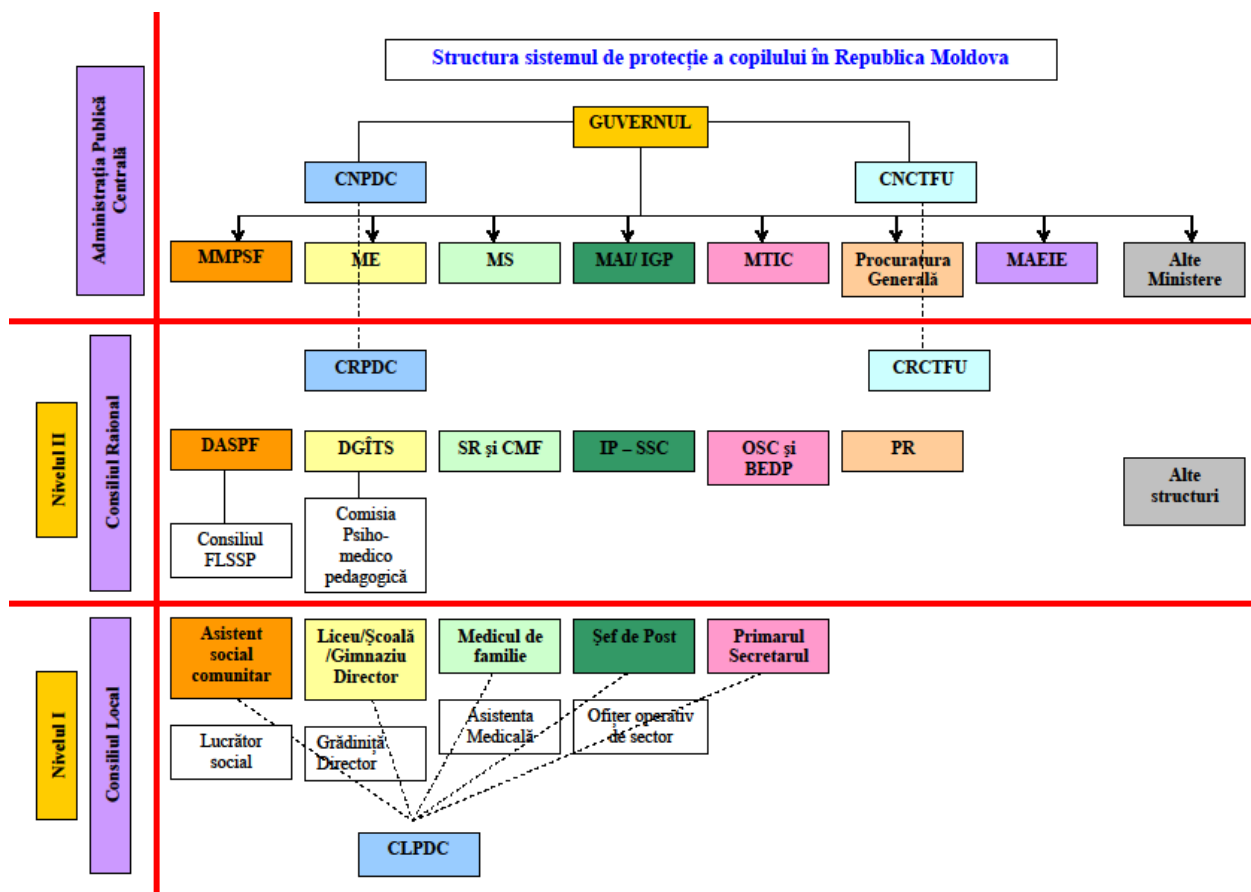 Structura sistemul de protecție a copilului în Republica Moldova
Administrația Publică
Centrală
GUVERNUL
CNPDC
CNCTFU
MMPSF
ME
MS
MAI/ IGP
MTIC
Procuratura
Generală
MAEIE
Alte
Ministere
Nivelul II
Consiliul Raional
CRPDC
CRCTFU
DASPF
DGÎTS
SR și CMF
IP – SSC
OSC și
BEDP
PR
Alte
structuri
Consiliul
FLSSP
Comisia
Psiho-
medico
pedagogică
Nivelul I
Consiliul Local
Asistent
social
comunitar
Liceu/Școală
/Gimnaziu
Director
Medicul de
familie
Șef de Post
Primarul
Secretarul
Lucrător
social
Grădiniță
Director
Asistenta
Medicală
Ofițer operativ
de sector
CLPDC